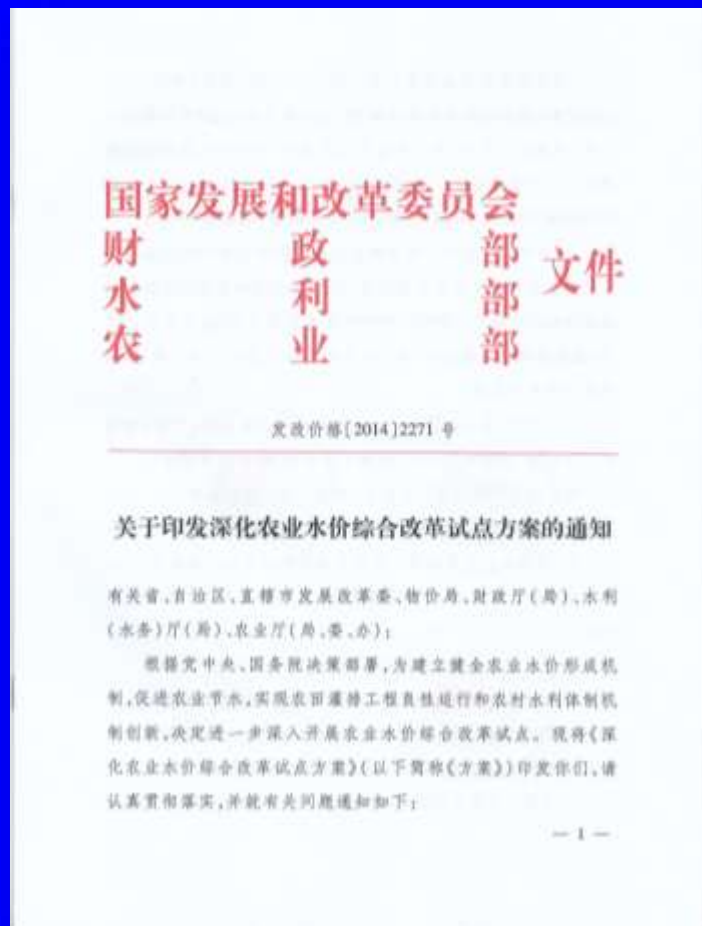 国家发展和改革委员会
财政部
水利部
农业部
文件
发改价格[2014]2271号
关于印发深化农业水价综合改革试点方案的通知
有关省、自治区、直辖市发展改革委、物价局、财政厅(局)、水利
(水务)厅(局)、农业厅(局、委、办):
根据党中央、国务院决策部署,为建立健全农业水价形成机
制,促进农业节水,实现农田灌排工程良性运行和农村水利体制机
制创新,决定进一步深入开展农业水价综合改革试点。现将《深
化农业水价综合改革试点方案》(以下简称《方案》)印发你们,请
认真贯彻落实,并就有关问题通知如下:
— 1 —